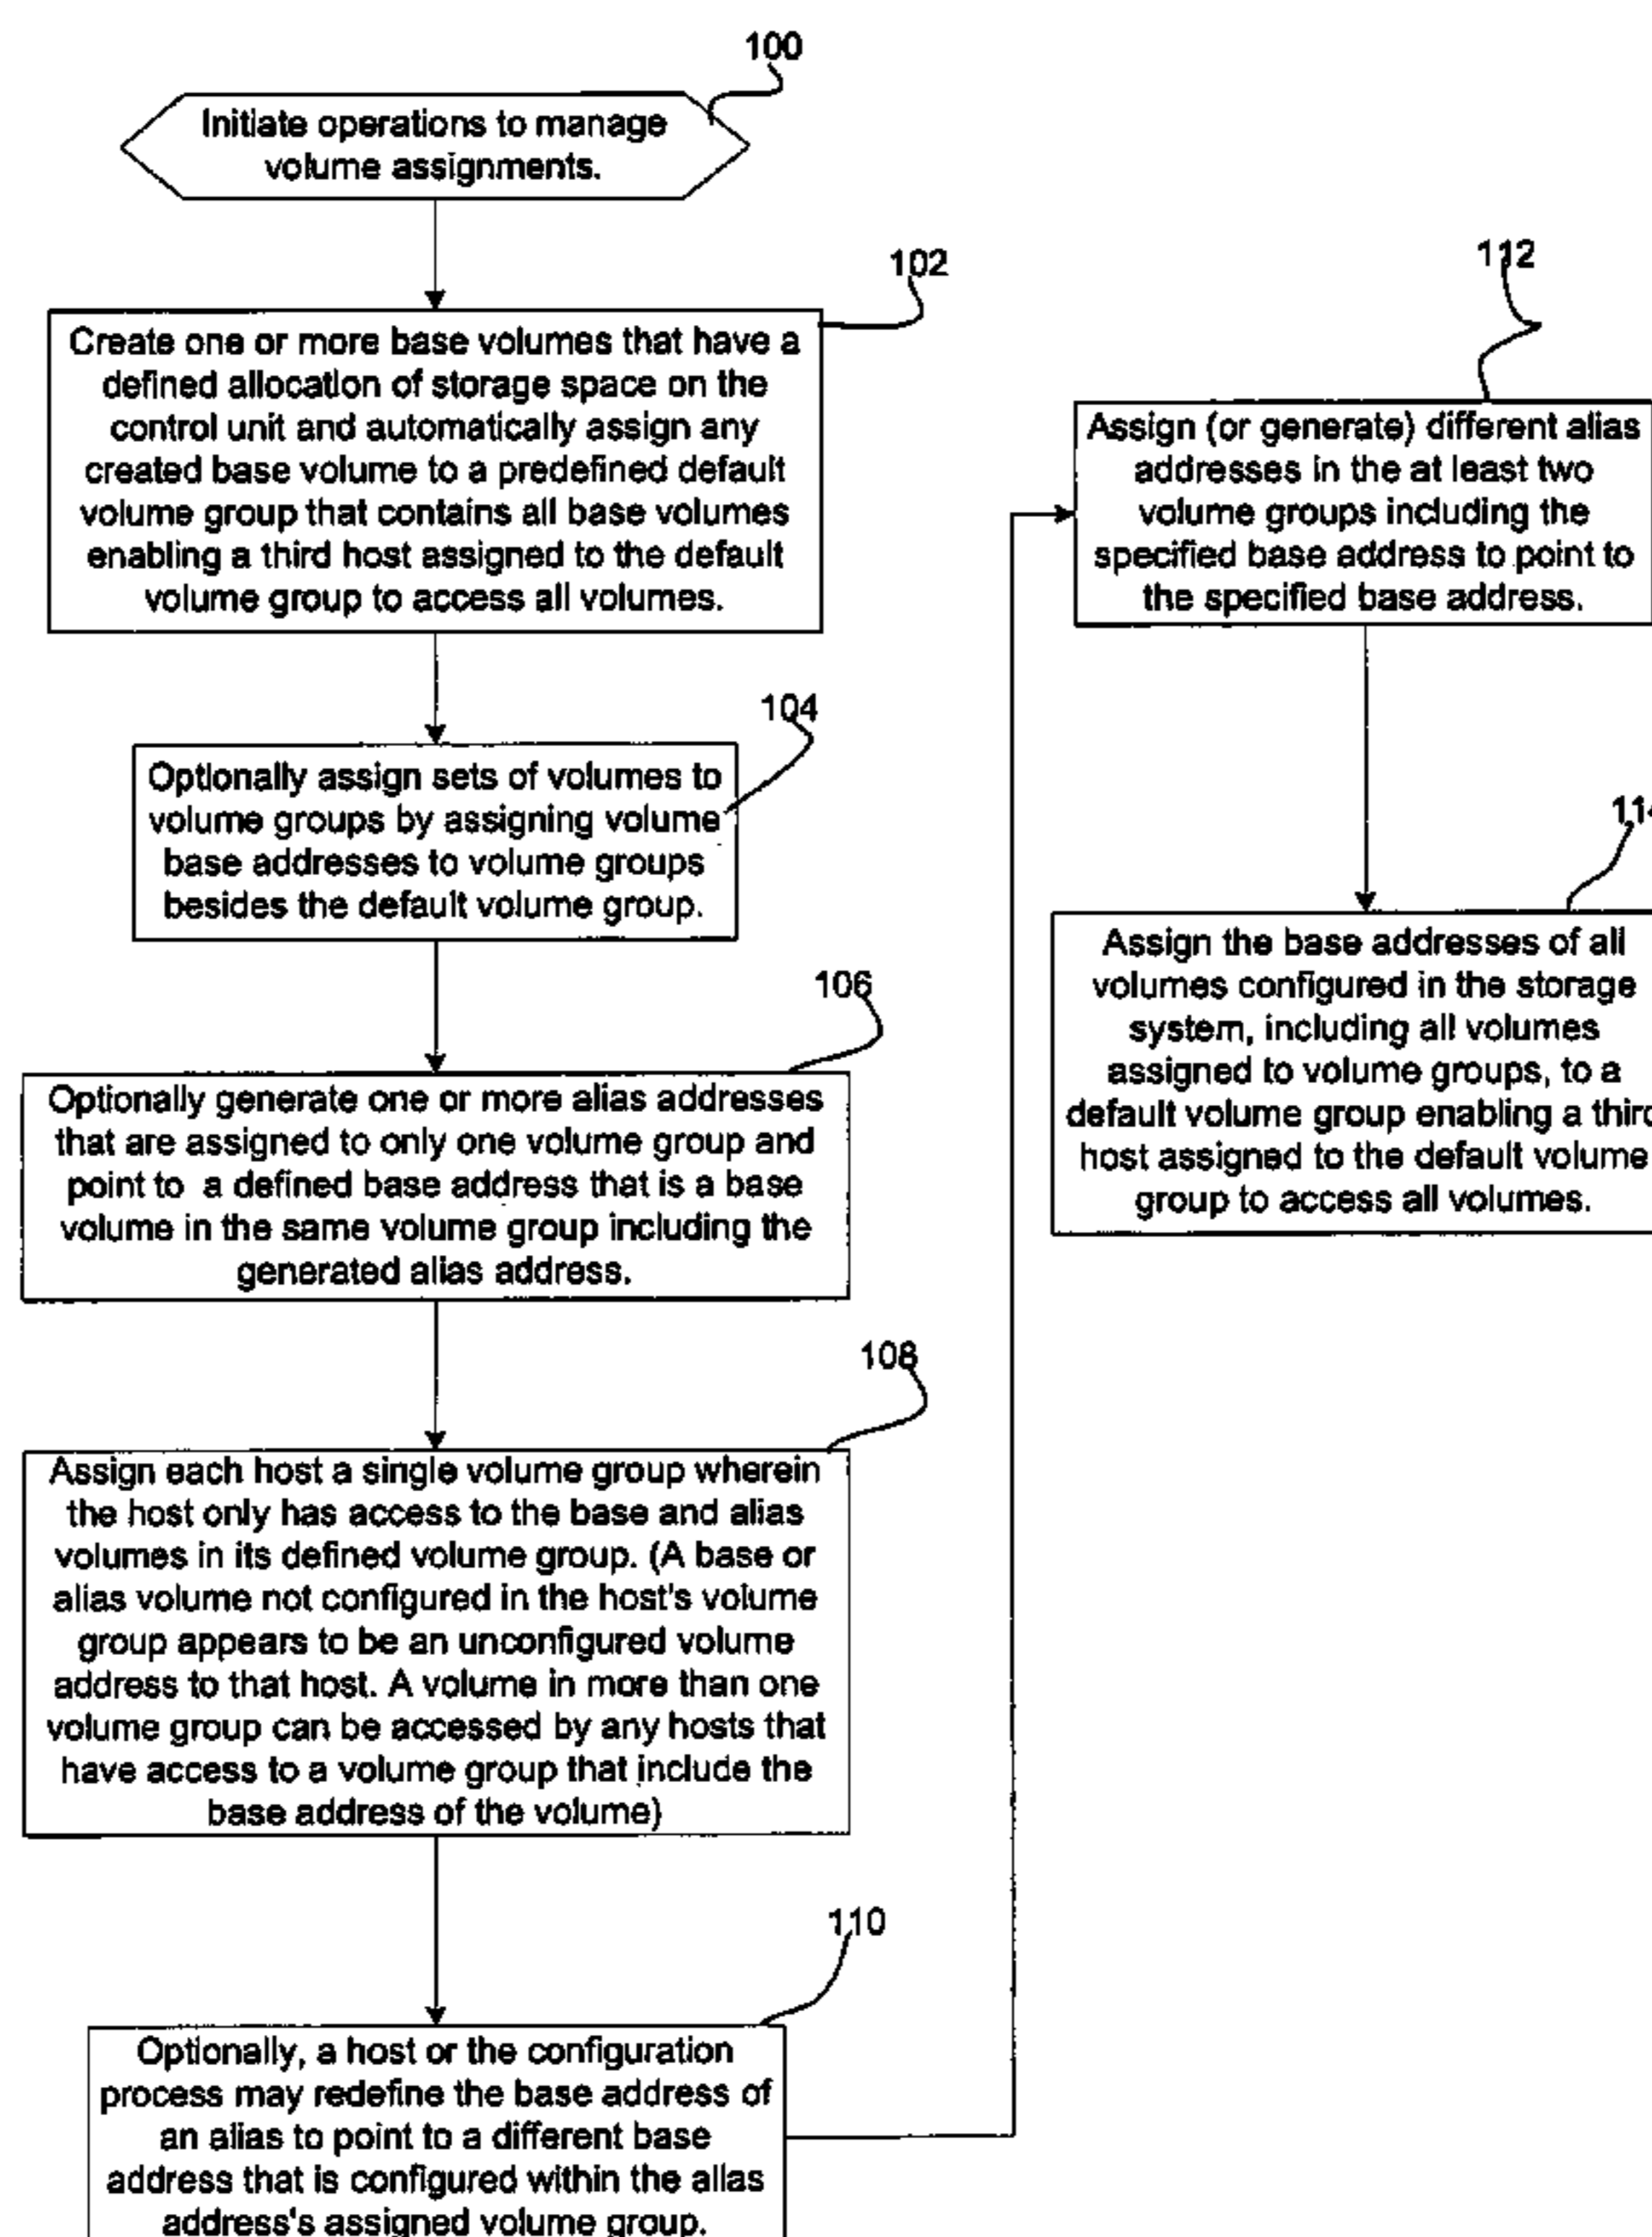 100
Initiate operations to manage
volume assignments.
102
Create one or more base volumes that have a
defined allocation of storage space on the
control unit and automatically assign any
created base volume to a predefined default
volume group that contains all base volumes
enabling a third host assigned to the default
volume group to access all volumes.
104
Optionally assign sets of volumes to
volume groups by assigning volume
base addresses to volume groups
besides the default volume group.
106
Optionally generate one or more alias addresses
that are assigned to only one volume group and
point to a defined base address that is a base
volume in the same volume group including the
generated alias address.
108
Assign each host a single volume group wherein
the host only has access to the base and alias
volumes in its defined volume group. (A base or
alias volume not configured in the host's volume
group appears to be an unconfigured volume
address to that host. A volume in more than one
volume group can be accessed by any hosts that
have access to a volume group that include the
base address of the volume)
110
Optionally, a host or the configuration
process may redefine the base address of
an alias to point to a different base
address that is configured within the alias
address's assigned volume group.
112
Assign (or generate) different alias
addresses in the at least two
volume groups including the
specified base address to point to
the specified base address.
114
Assign the base addresses of all
volumes configured in the storage
system, including all volumes
assigned to volume groups, to a
default volume group enabling a third
host assigned to the default volume
group to access all volumes.